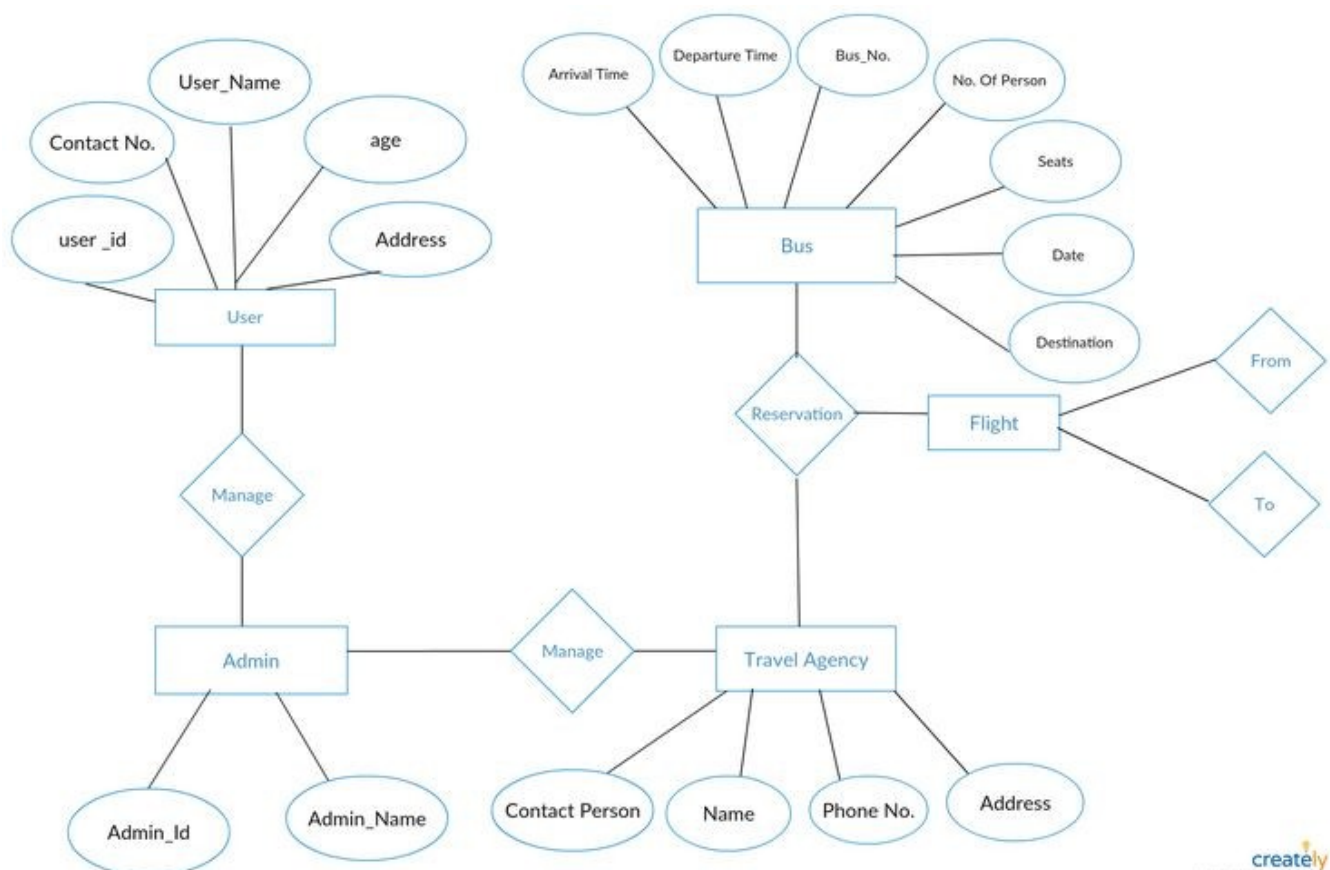 User_Name
Contact No.
age
user _id
Address
User
Arrival Time
Departure Time
Bus_No.
No. Of Person
Seats
Bus
Date
Destination
From
Reservation
Flight
To
Manage
Admin
Manage
Travel Agency
Admin_Id
Admin_Name
Contact Person
Name
Phone No.
Address
creately